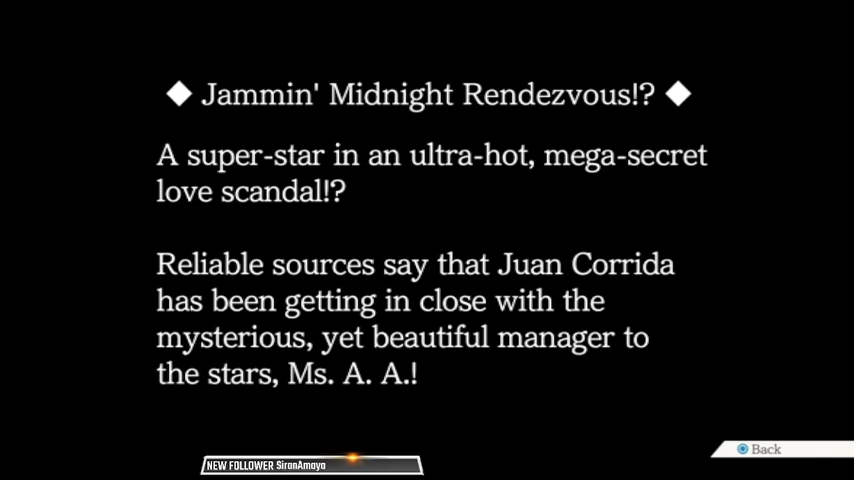 ◆ Jammin' Midnight Rendezvous!? ◆
A super-star in an ultra-hot, mega-secret
love scandal!?
Reliable sources say that Juan Corrida
has been getting in close with the
mysterious, yet beautiful manager to
the stars, Ms. A. A.!
Back
NEW FOLLOWER SiranAmaya